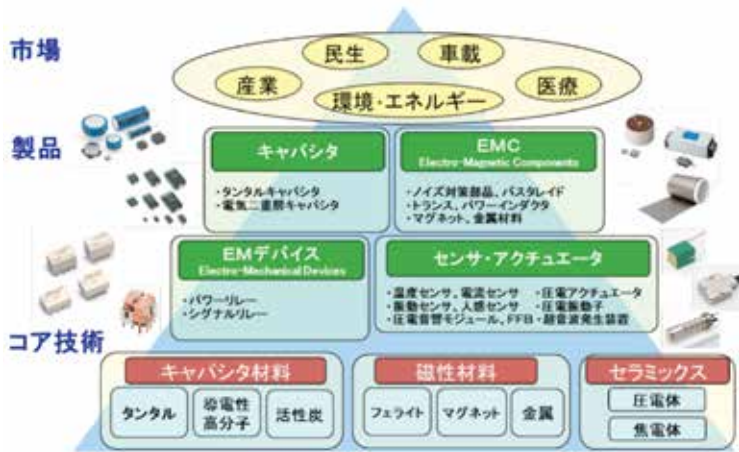 市場
民生
車載
産業
医療
環境・エネルギー
製品
キャパシタ
・タンタルキャパシタ
・電気二重層キャパシタ
EMC
Electro-Magnetic Components
・ノイズ対策部品、バスタレイド
・トランス、パワーインダクタ
・マグネット、金属材料
EMデバイス
Electro-Mechanical Devices
・パワーリレー
・シグナルリレー
センサ・アクチュエータ
・温度センサ、電流センサ ・圧電アクチュエータ
・振動センサ、人感センサ ・圧電振動子
・圧電音響モジュール、FFB ・超音波発生装置
コア技術
キャパシタ材料
タンタル
導電性
高分子
活性炭
磁性材料
フェライト
マグネット
金属
セラミックス
圧電体
焦電体